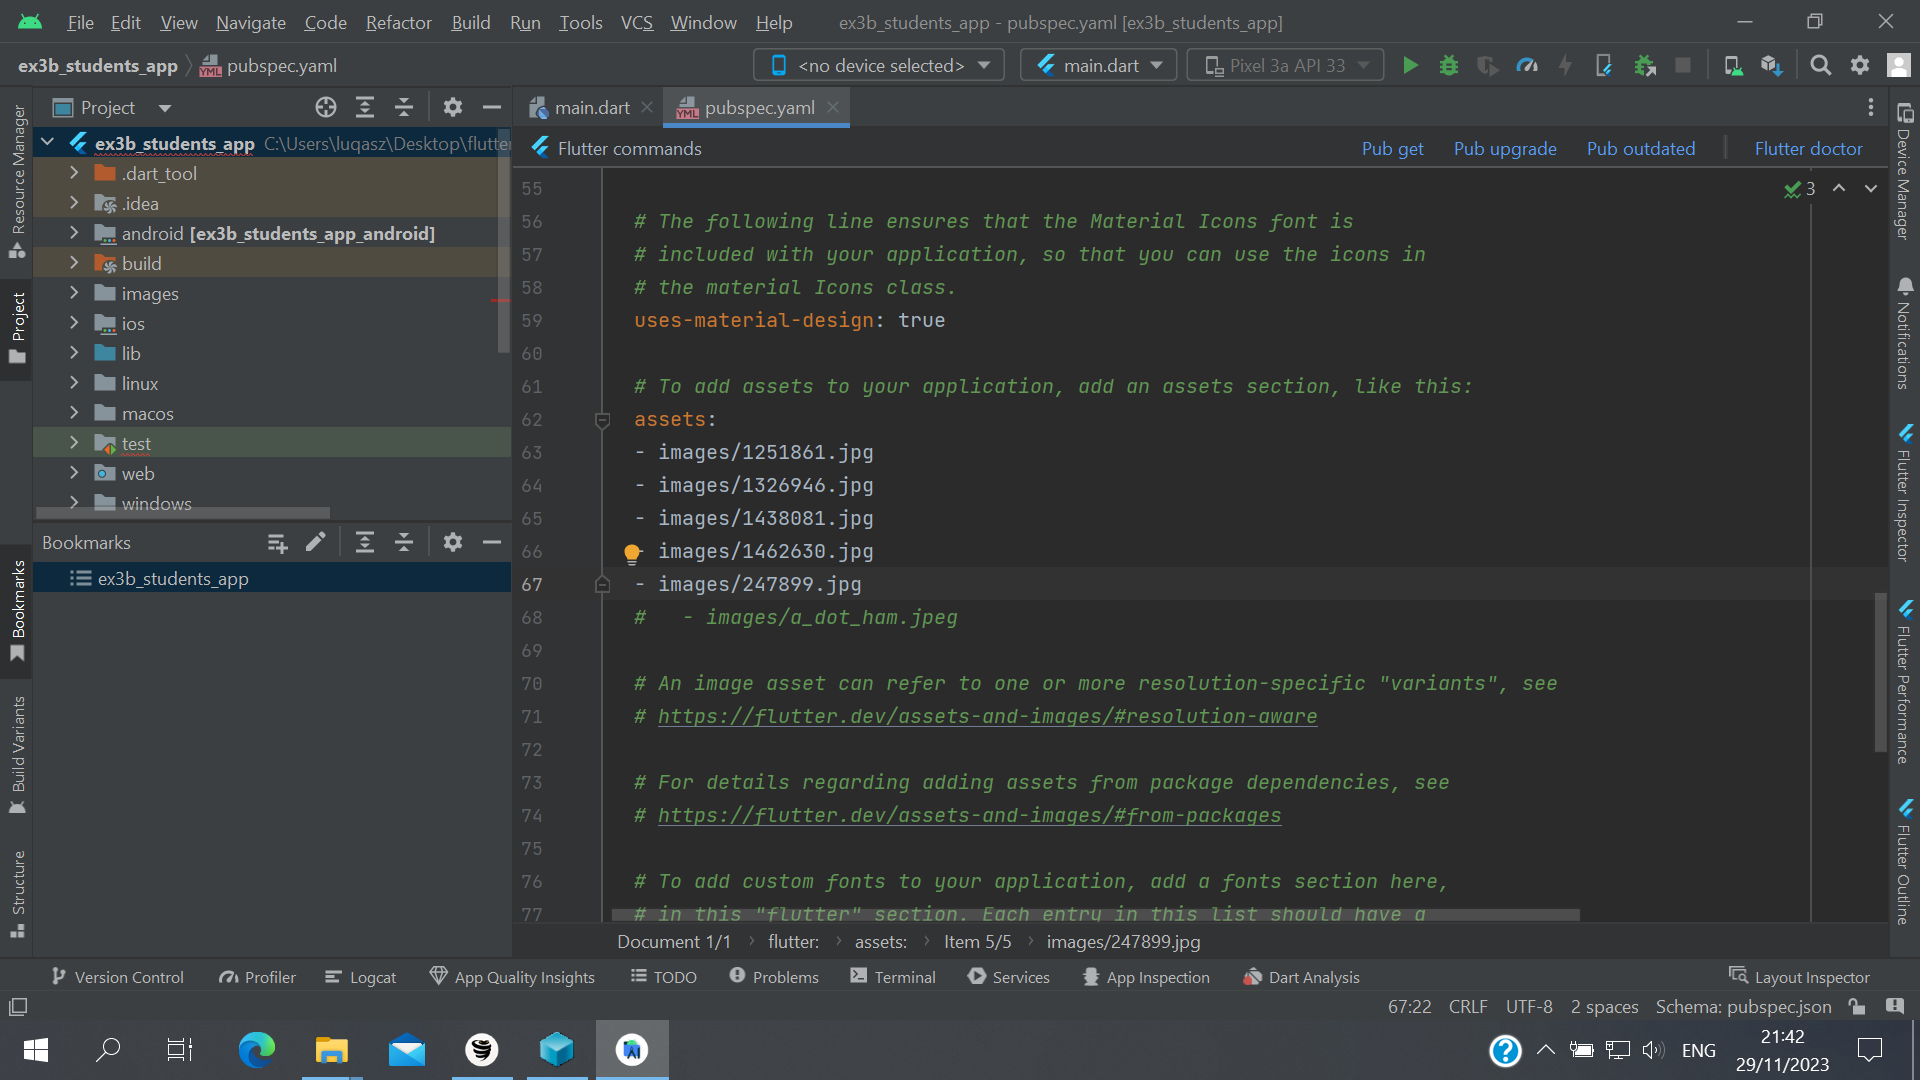 File Edit View Navigate Code Refactor Build Run Tools VCS Window Help ex3b_students_app - pubspec.yaml [ex3b_students_app]
ex3b_students_app YML pubspec.yaml <no device selected> main.dart Pixel 3a API 33
Project
main.dart
YML pubspec.yaml
Flutter commands Pub get Pub upgrade Pub outdated Flutter doctor
ex3b_students_app C:\Users\luqasz\Desktop\flutter
.dart_tool
.idea
android [ex3b_students_app_android]
build
images
ios
lib
linux
macos
test
web
windows
Bookmarks
ex3b_students_app
Resource Manager
Project
Bookmarks
Build Variants
Structure
3
55
56 # The following line ensures that the Material Icons font is
57 # included with your application, so that you can use the icons in
58 # the material Icons class.
59 uses-material-design: true
60
61 # To add assets to your application, add an assets section, like this:
62 assets:
63 - images/1251861.jpg
64 - images/1326946.jpg
65 - images/1438081.jpg
66 images/1462630.jpg
67 - images/247899.jpg
68 # - images/a_dot_ham.jpeg
69
70 # An image asset can refer to one or more resolution-specific "variants", see
71 # https://flutter.dev/assets-and-images/#resolution-aware
72
73 # For details regarding adding assets from package dependencies, see
74 # https://flutter.dev/assets-and-images/#from-packages
75
76 # To add custom fonts to your application, add a fonts section here,
77 # in this "flutter" section. Each entry in this list should have a
Document 1/1 flutter: assets: Item 5/5 images/247899.jpg
Device Manager
Notifications
Flutter Inspector
Flutter Performance
Flutter Outline
Version Control Profiler Logcat App Quality Insights TODO Problems Terminal Services App Inspection Dart Analysis Layout Inspector
67:22 CRLF UTF-8 2 spaces Schema: pubspec.json
ENG
21:42
29/11/2023